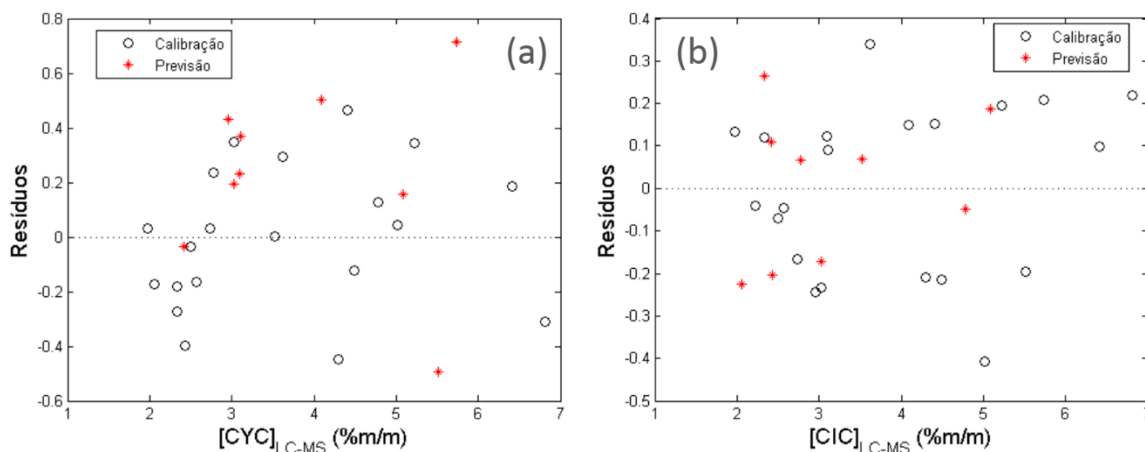 0.8
0.6
0.4
0.2
0
-0.2
-0.4
-0.6
Resíduos
Calibração
Previsão
(a)
1 2 3 4 5 6 7
[CYC]LC-MS (%m/m)
0.4
0.3
0.2
0.1
0
-0.1
-0.2
-0.3
-0.4
-0.5
Resíduos
(b)
Calibração
Previsão
1 2 3 4 5 6 7
[CIC]LC-MS (%m/m)